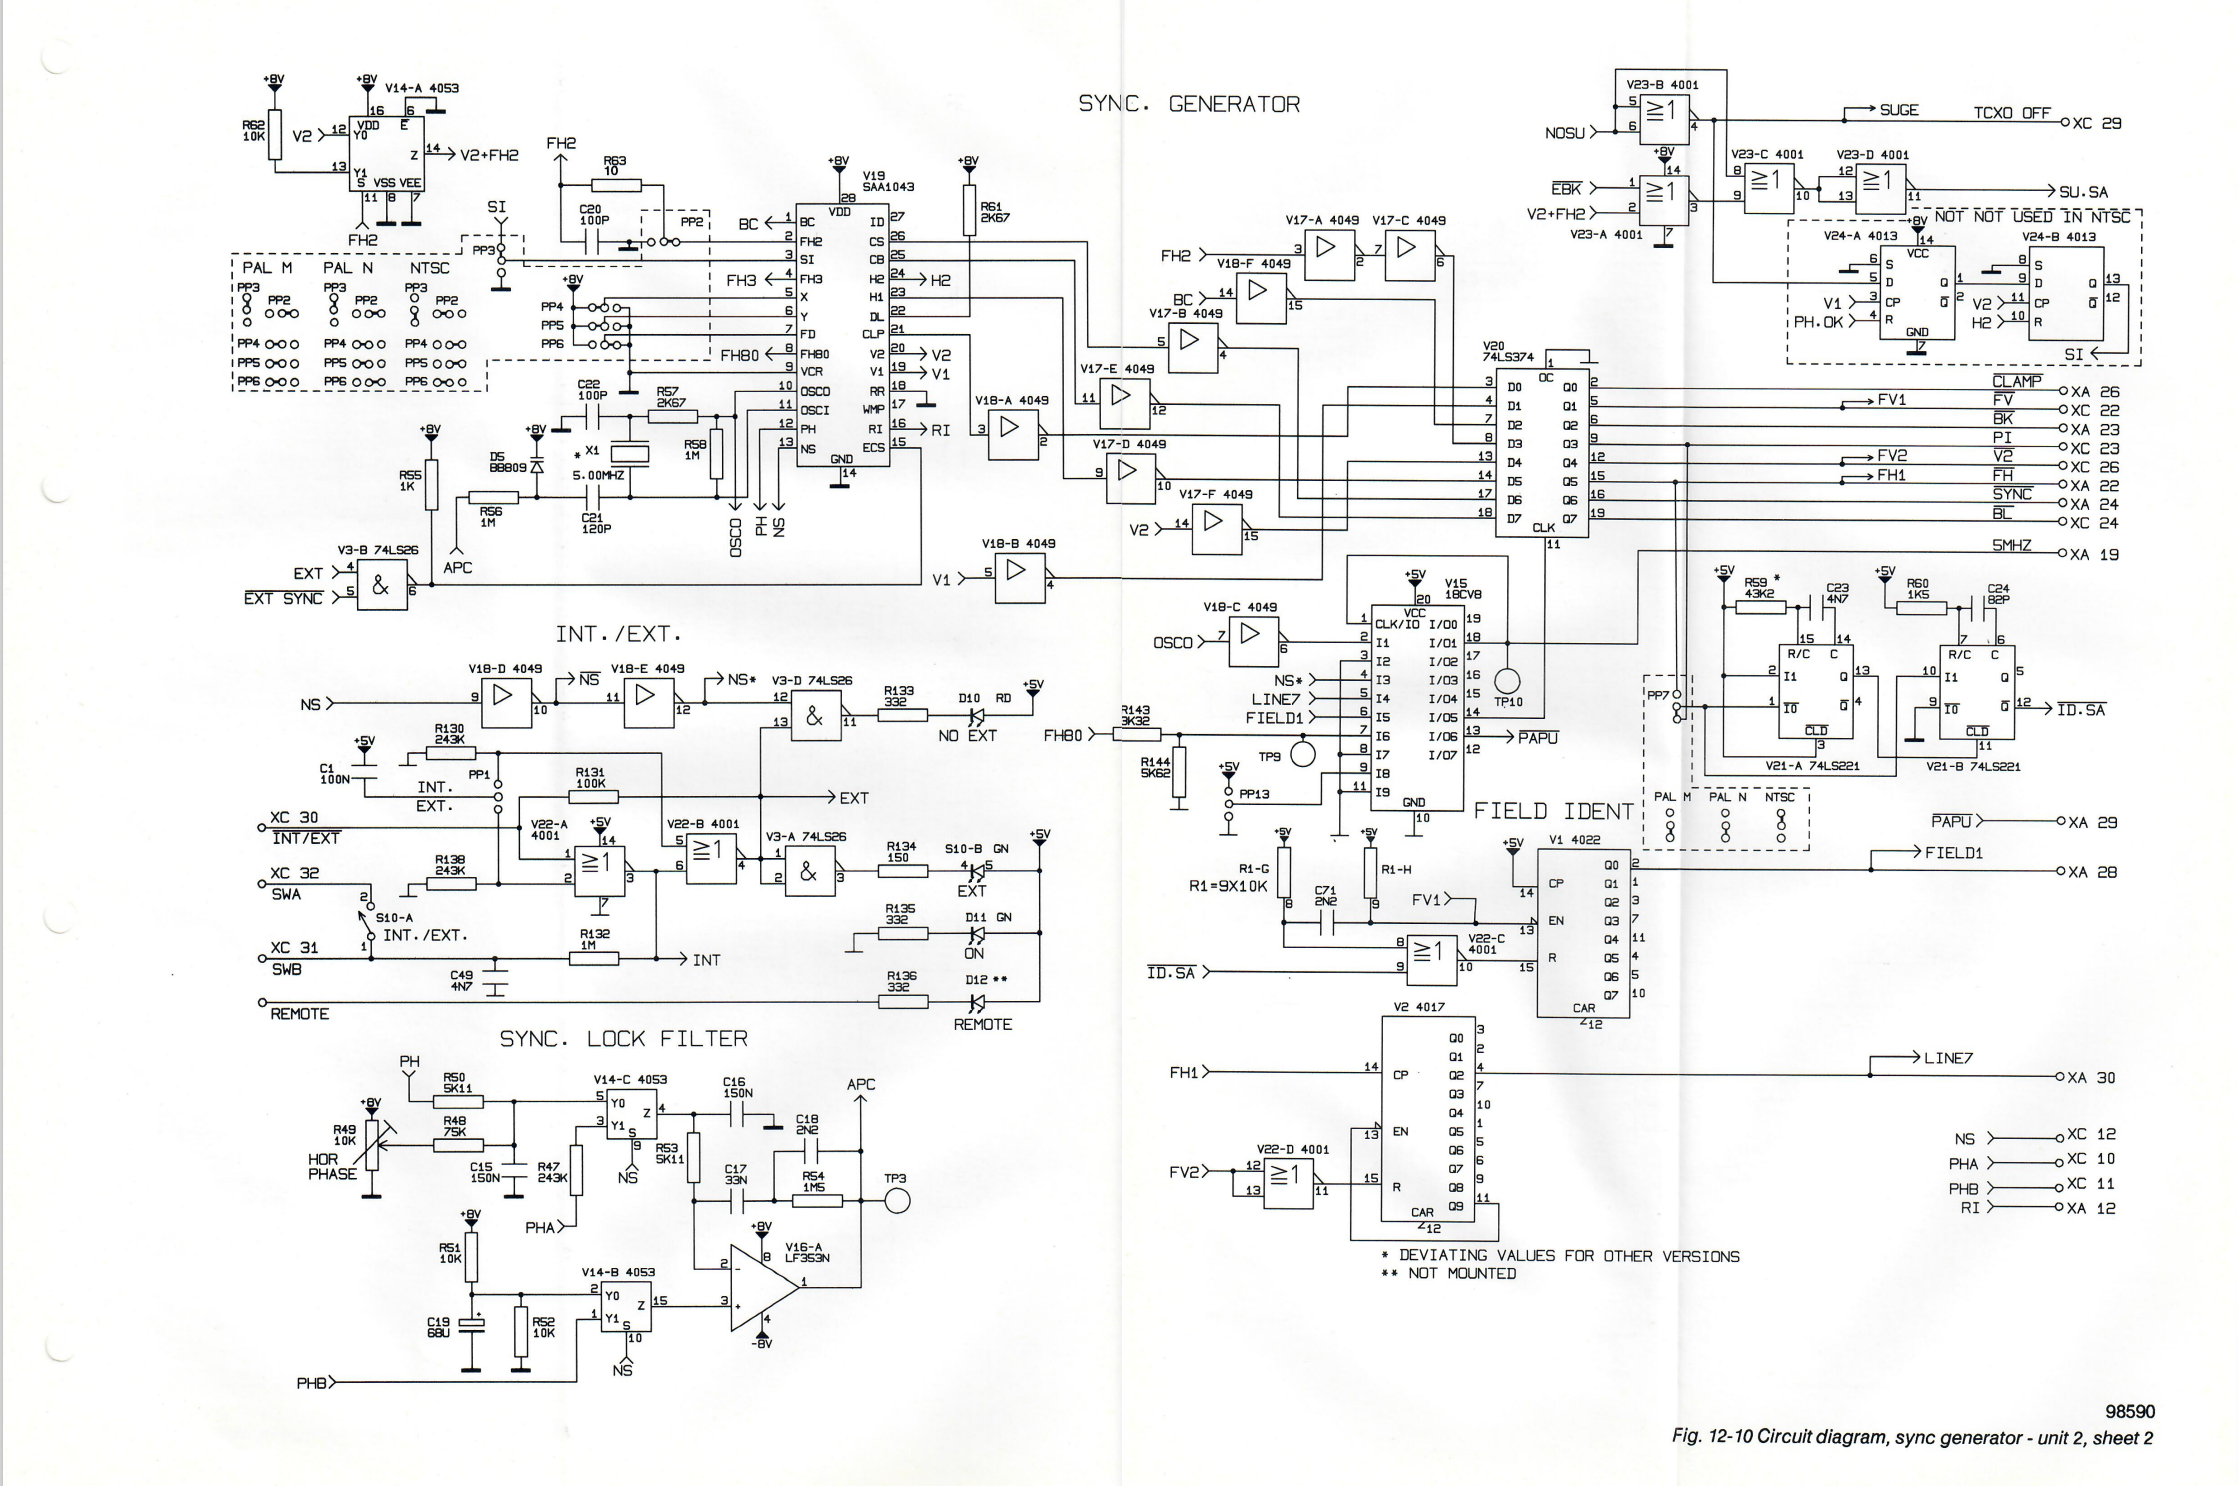 SYNC. GENERATOR
+8V
+8V
V14-A 4053
R62
10K
V2
12
16
6
VDD
E
Y0
Z
14
V2+FH2
13
Y1
S VSS VEE
11
8
7
FH2
FH2
R63
10
C20
100P
PP2
SI
PP3
PAL M PAL N NTSC
PP3 PP3 PP3
PP2 PP2 PP2
PP4 PP4 PP4
PP5 PP5 PP5
PP6 PP6 PP6
+8V
PP4
PP5
PP6
+8V
V19
SAA1043
28
VDD
BC 1 BC ID 27
2 FH2 CS 26
3 SI CB 25
FH3 4 FH3 H2 24 H2
5 X H1 23
6 Y DL 22
7 FD CLP 21
FH80 8 FH80 V2 20 V2
9 VCR V1 19 V1
10 OSCO RR 18
11 OSCI WMP 17
12 PH RI 16 RI
13 NS ECS 15
GND
14
+8V
R61
2K67
C22
100P
R57
2K67
R58
1M
* X1
5.00MHZ
+8V
D5
BB809
+8V
R55
1K
R56
1M
C21
120P
OSCO
PH
NS
APC
V3-B 74LS26
EXT 4
EXT SYNC 5
&
6
FH2 3
V17-A 4049
2
7
V17-C 4049
6
V18-F 4049
BC 14
15
V17-B 4049
5
4
V17-E 4049
11
12
V18-A 4049
3
2
V17-D 4049
9
10
V17-F 4049
V2 14
15
V18-B 4049
V1 5
4
V20
74LS374
1
OC
3 D0 Q0 2
4 D1 Q1 5
7 D2 Q2 6
8 D3 Q3 9
13 D4 Q4 12
14 D5 Q5 15
17 D6 Q6 16
18 D7 Q7 19
CLK
11
V23-B 4001
NOSU
5
6
≧1
4
SUGE
TCXO OFF
XC 29
+8V
14
EBK 1
V2+FH2 2
≧1
3
V23-A 4001
7
V23-C 4001
8
9
≧1
10
V23-D 4001
12
13
≧1
11
SU.SA
NOT NOT USED IN NTSC
V24-A 4013
+8V
14
VCC
6 S
5 D
Q 1
V1 3 CP
Q 2
PH.OK 4 R
GND
7
V24-B 4013
8 S
9 D
Q 13
V2 11 CP
Q 12
H2 10 R
SI
CLAMP XA 26
FV1 FV XC 22
BK XA 23
PI XC 23
FV2 V2 XC 26
FH1 FH XA 22
SYNC XA 24
BL XC 24
5MHZ XA 19
+5V
V15
18CV8
20
VCC
1 CLK/IO I/O0 19
2 I1 I/O1 18
3 I2 I/O2 17
NS* 4 I3 I/O3 16
LINE7 5 I4 I/O4 15
FIELD1 6 I5 I/O5 14
7 I6 I/O6 13 PAPU
8 I7 I/O7 12
9 I8
11 I9
GND
10
V18-C 4049
OSCO 7
6
TP10
FH80
R143
3K32
R144
5K62
TP9
+5V
PP13
+5V
R59 *
43K2
C23
4N7
15 14
R/C C
2 I1 Q 13
1 I0 Q 4
CLD
3
V21-A 74LS221
+5V
R60
1K5
C24
82P
7 6
R/C C
10 I1 Q 5
9 I0 Q 12
CLD
11
V21-B 74LS221
ID.SA
PP7
PAL M PAL N NTSC
FIELD IDENT
INT./EXT.
NS
V18-D 4049
9
10
NS
V18-E 4049
11
12
NS*
V3-D 74LS26
12
13
&
11
R133
332
D10 RD
+5V
NO EXT
+5V
C1
100N
R130
243K
PP1
INT.
EXT.
R131
100K
EXT
XC 30
INT/EXT
V22-A
4001
+5V
14
1
2
≧1
3
7
V22-B 4001
5
6
≧1
4
V3-A 74LS26
1
2
&
3
R134
150
S10-B GN
4 5
EXT
+5V
XC 32
SWA
R138
243K
2
S10-A
INT./EXT.
1
R135
332
D11 GN
ON
XC 31
SWB
C49
4N7
R132
1M
INT
REMOTE
R136
332
D12 **
REMOTE
+5V
R1-G
R1=9X10K
8
+5V
R1-H
9
C71
2N2
FV1
ID.SA
8
9
≧1
V22-C
4001
10
+5V
V1 4022
Q0 2
14 CP Q1 1
Q2 3
13 EN Q3 7
Q4 11
15 R Q5 4
Q6 5
Q7 10
CAR
12
PAPU XA 29
FIELD1
XA 28
V2 4017
Q0 3
Q1 2
FH1 14 CP Q2 4
Q3 7
Q4 10
13 EN Q5 1
Q6 5
Q7 6
15 R Q8 9
Q9 11
CAR
12
LINE7
XA 30
FV2
12
13
V22-D 4001
≧1
11
NS XC 12
PHA XC 10
PHB XC 11
RI XA 12
SYNC. LOCK FILTER
PH
R50
5K11
+8V
R49
10K
HOR
PHASE
R48
75K
C15
150N
R47
243K
PHA
V14-C 4053
5 Y0
3 Y1
Z 4
S
9
NS
C16
150N
R53
5K11
C17
33N
C18
2N2
R54
1M5
APC
TP3
+8V
R51
10K
C19
68U
+
R52
10K
V14-B 4053
2 Y0
1 Y1
Z 15
S
10
NS
+8V
8
V16-A
LF353N
2 -
3 +
1
4
-8V
PHB
* DEVIATING VALUES FOR OTHER VERSIONS
** NOT MOUNTED
98590
Fig. 12-10 Circuit diagram, sync generator - unit 2, sheet 2